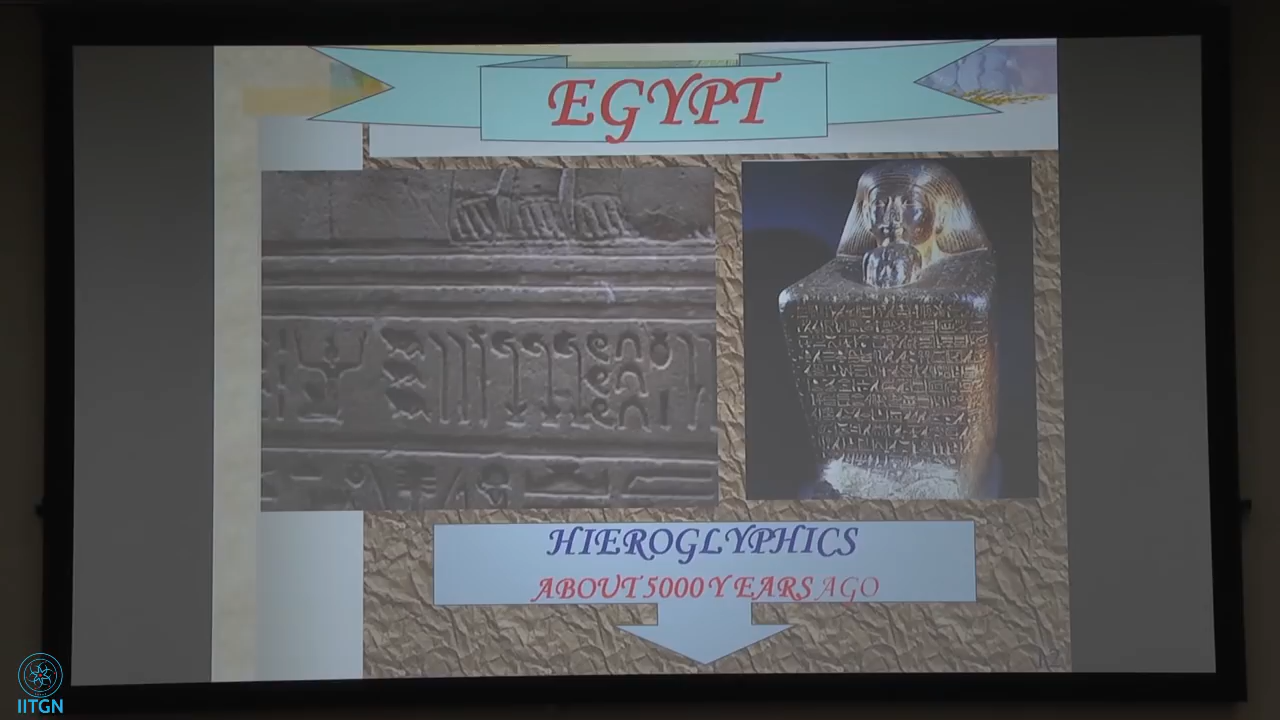 EGYPT
HIEROGLYPHICS
ABOUT 5000 YEARS AGO
IITGN